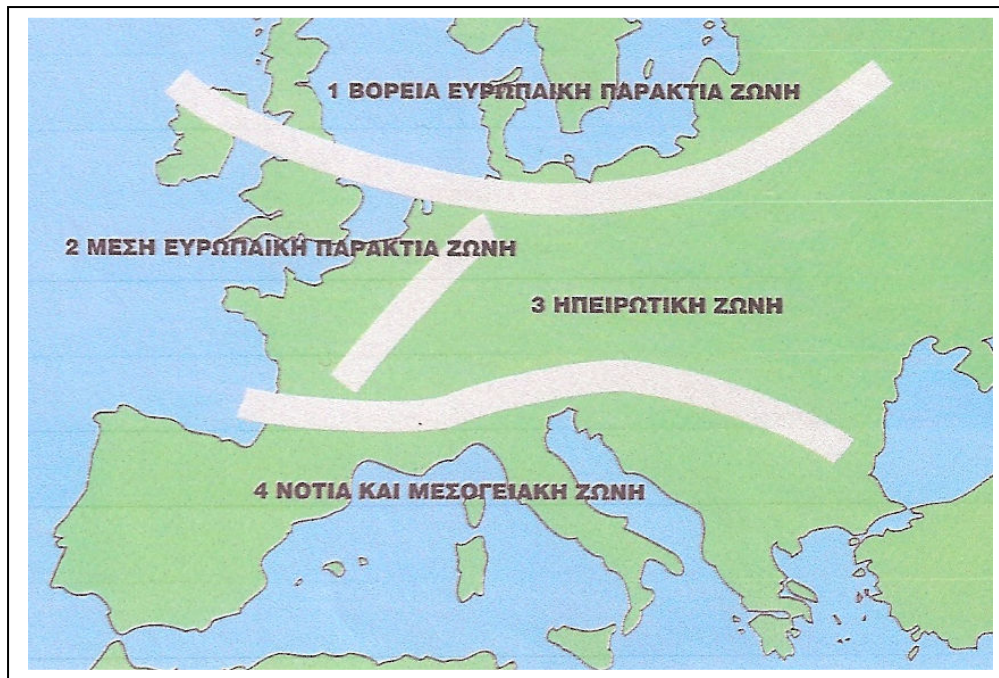 1 ΒΟΡΕΙΑ ΕΥΡΩΠΑΙΚΗ ΠΑΡΑΚΤΙΑ ΖΩΝΗ
2 ΜΕΣΗ ΕΥΡΩΠΑΙΚΗ ΠΑΡΑΚΤΙΑ ΖΩΝΗ
3 ΗΠΕΙΡΩΤΙΚΗ ΖΩΝΗ
4 ΝΟΤΙΑ ΚΑΙ ΜΕΣΟΓΕΙΑΚΗ ΖΩΝΗ